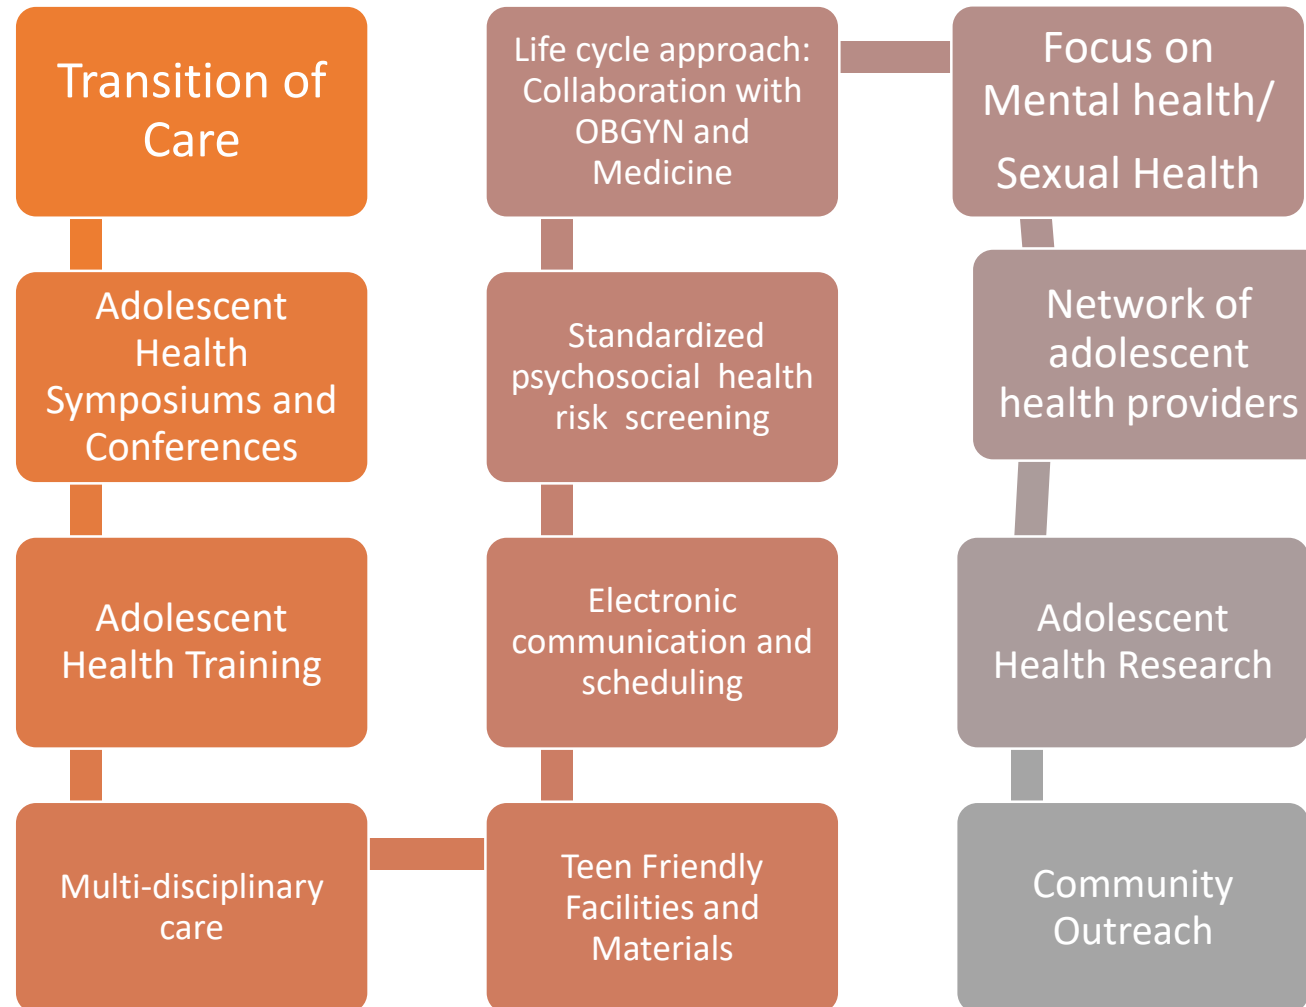 Transition of
Care
Adolescent
Health
Symposiums and
Conferences
Adolescent
Health Training
Multi-disciplinary
care
Teen Friendly
Facilities and
Materials
Electronic
communication and
scheduling
Standardized
psychosocial  health
risk  screening
Life cycle approach:
Collaboration with
OBGYN and
Medicine
Focus on
Mental health/
Sexual Health
Network of
adolescent
health providers
Adolescent
Health Research
Community
Outreach